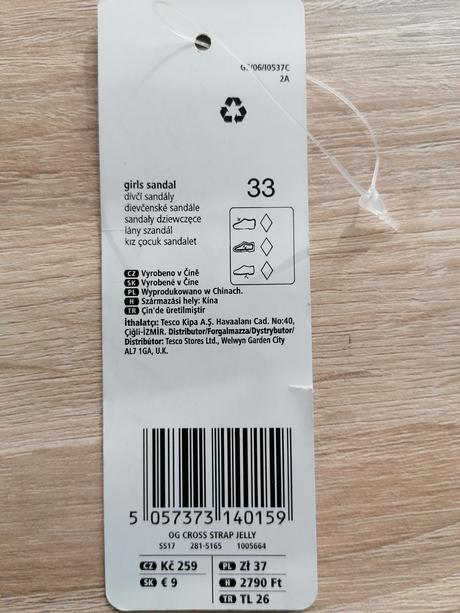 2A
girls sandal
dívčí sandály
dievčenské sandále
sandały dziewczęce
lány szandál
kız çocuk sandalet
33
CZ Vyrobeno v Číně
SK Vyrobené v Číne
PL Wyprodukowano w Chinach.
H Származási hely: Kína
TR Çin'de üretilmiştir
İthalatçı: Tesco Kipa A.Ş. Havaalanı Cad. No:40,
Çiğli-İZMİR. Distributor/Forgalmazza/Dystrybutor/
Distribútor: Tesco Stores Ltd., Welwyn Garden City
AL7 1GA, U.K.
5 057373 140159
OG CROSS STRAP JELLY
SS17 281-5165 1005664
CZ Kč 259 PL Zł 37
SK € 9 H 2790 Ft
TR TL 26